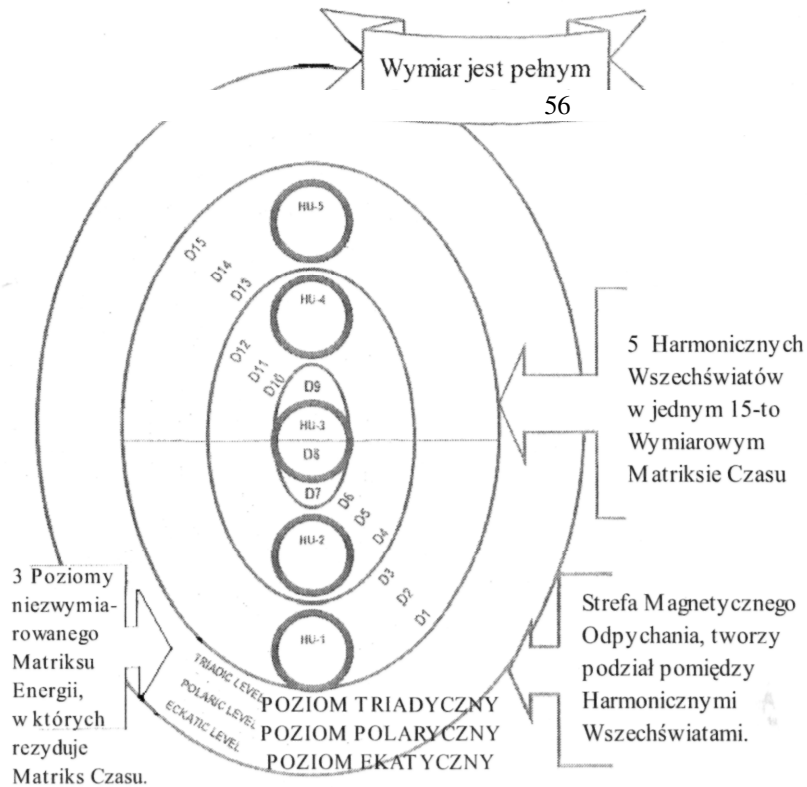 Wymiar jest pełnym
56
HU-5
D15
D14
D13
HU-4
D12
D11
D10
D9
HU-3
D8
D7
D6
D5
D4
HU-2
D3
D2
D1
HU-1
5 Harmonicznych
Wszechświatów
w jednym 15-to
Wymiarowym
Matriksie Czasu
3 Poziomy
niezwymia-
rowanego
Matriksu
Energii,
w których
rezyduje
Matriks Czasu.
Strefa Magnetycznego
Odpychania, tworzy
podział pomiędzy
Harmonicznymi
Wszechświatami.
TRIADIC LEVEL
POLARIC LEVEL
ECKATIC LEVEL
POZIOM TRIADYCZNY
POZIOM POLARYCZNY
POZIOM EKATYCZNY